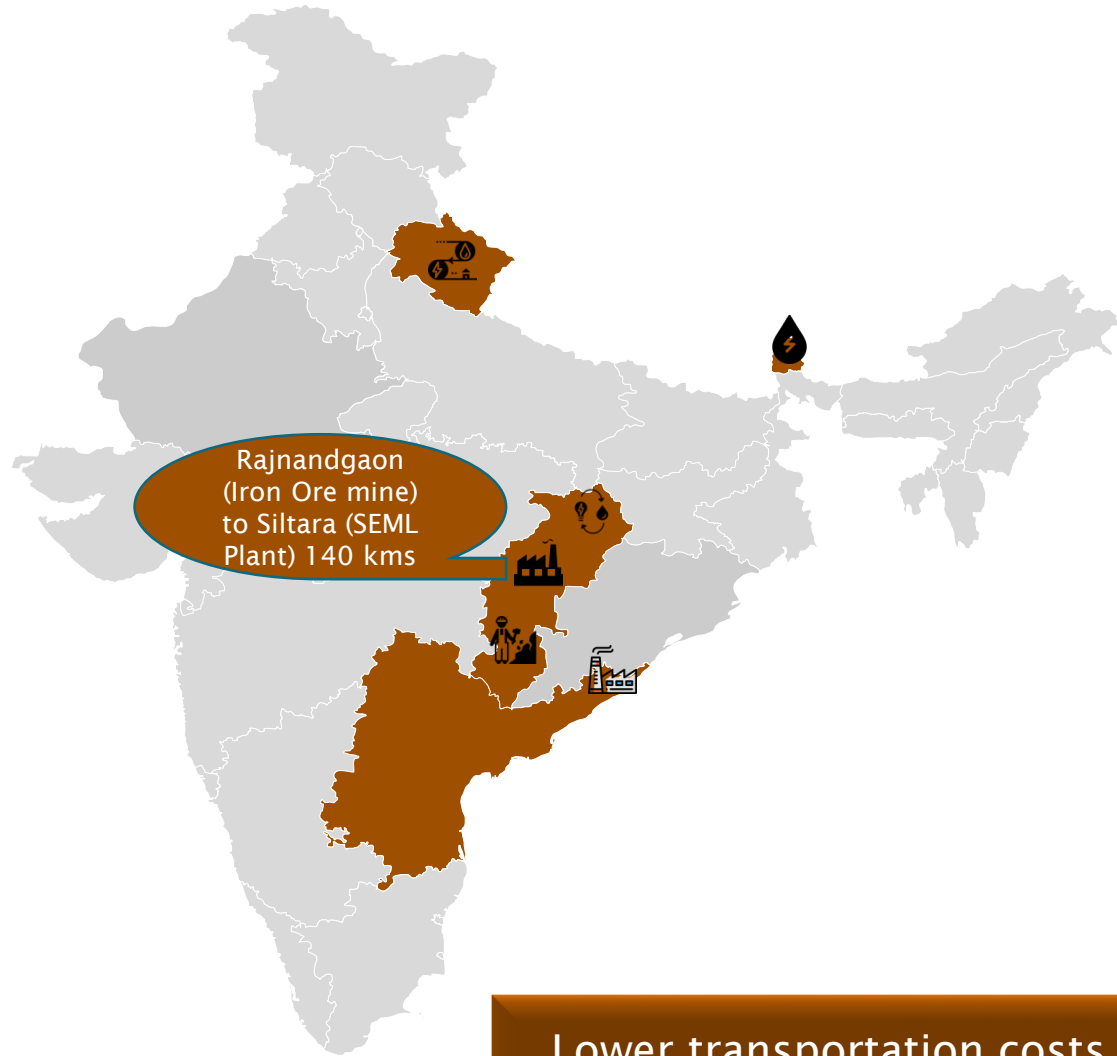 Rajnandgaon
(Iron Ore mine)
to Siltara (SEML
Plant) 140 kms
Lower transportation costs